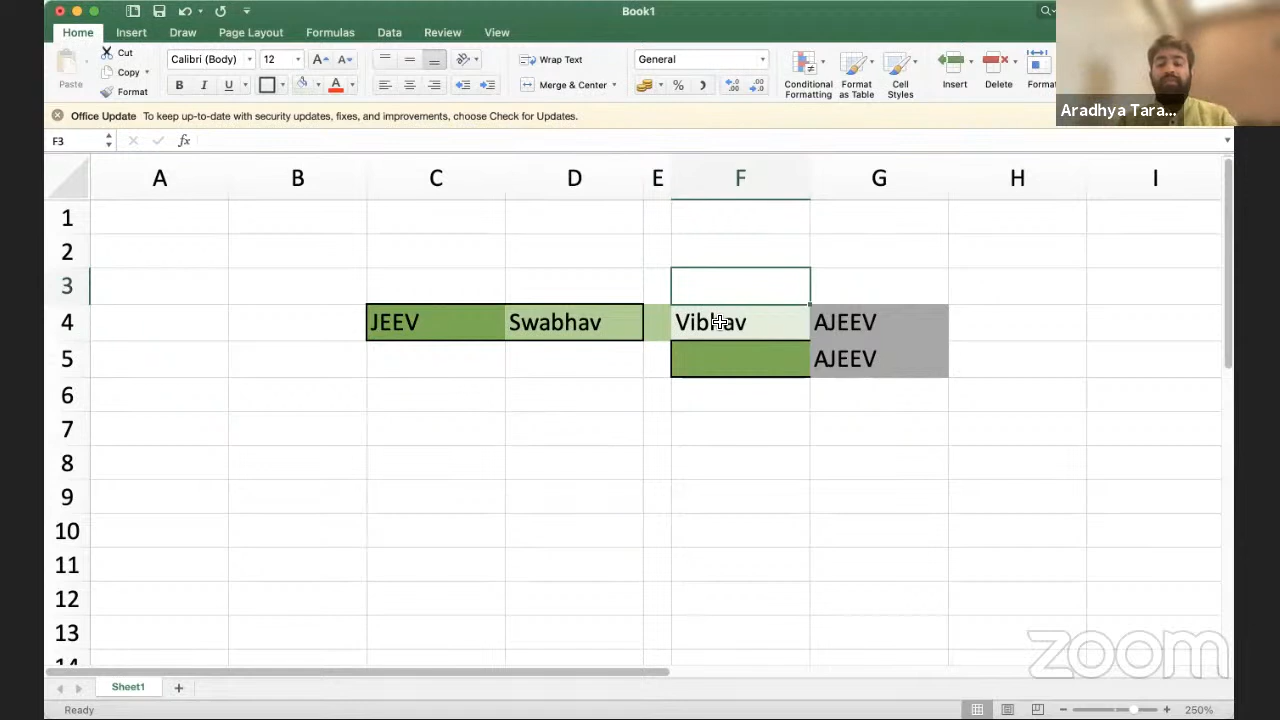 Book1
Home Insert Draw Page Layout Formulas Data Review View
Paste Cut Copy Format
Calibri (Body) 12 A A
B I U A
Wrap Text
Merge & Center
General
%
Conditional Formatting
Format as Table
Cell Styles
Insert Delete Format
Aradhya Tara...
Office Update To keep up-to-date with security updates, fixes, and improvements, choose Check for Updates.
F3 fx
A B C D E F G H I
1
2
3
4 JEEV Swabhav Vibhav AJEEV
5 AJEEV
6
7
8
9
10
11
12
13
14
zoom
Sheet1 +
Ready 250%